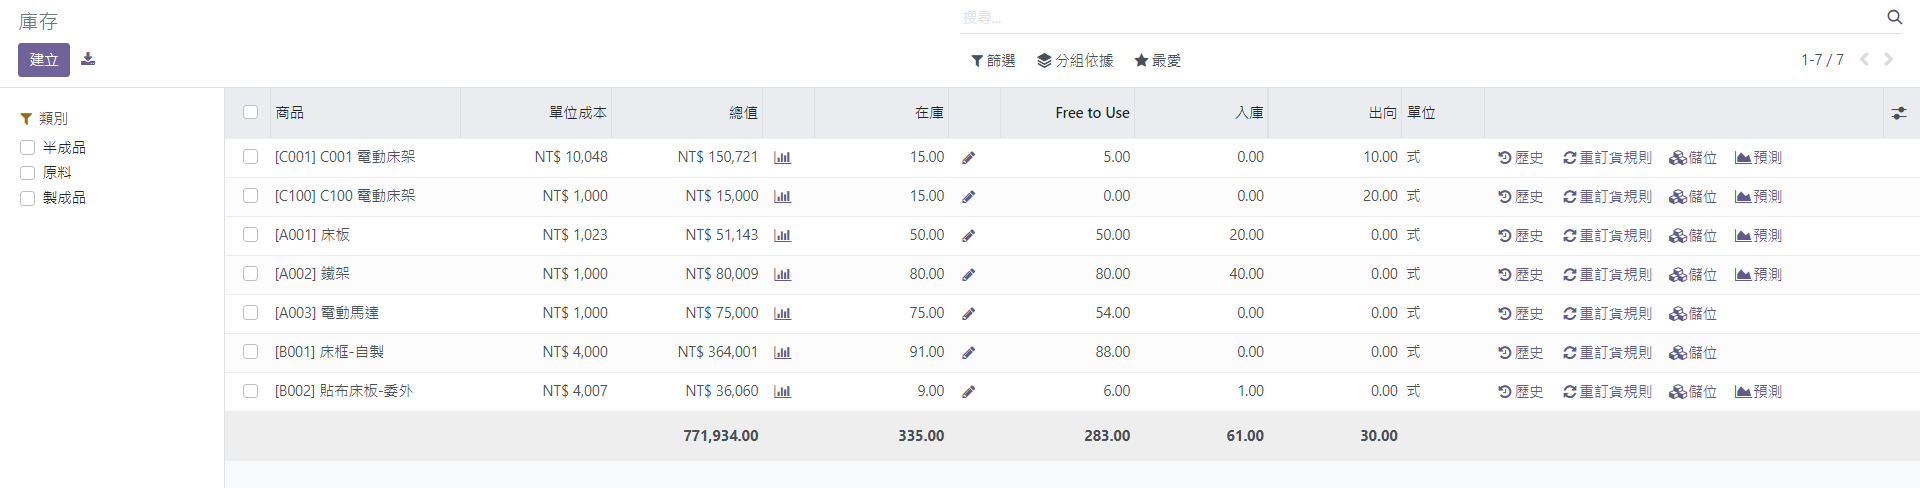 庫存
搜尋...
建立
篩選 分組依據 最愛 1-7 / 7
類別
半成品
原料
製成品
商品 單位成本 總值 在庫 Free to Use 入庫 出向 單位
[C001] C001 電動床架 NT$ 10,048 NT$ 150,721 15.00 5.00 0.00 10.00 式 歷史 重訂貨規則 儲位 預測
[C100] C100 電動床架 NT$ 1,000 NT$ 15,000 15.00 0.00 0.00 20.00 式 歷史 重訂貨規則 儲位 預測
[A001] 床板 NT$ 1,023 NT$ 51,143 50.00 50.00 20.00 0.00 式 歷史 重訂貨規則 儲位 預測
[A002] 鐵架 NT$ 1,000 NT$ 80,009 80.00 80.00 40.00 0.00 式 歷史 重訂貨規則 儲位 預測
[A003] 電動馬達 NT$ 1,000 NT$ 75,000 75.00 54.00 0.00 0.00 式 歷史 重訂貨規則 儲位
[B001] 床框-自製 NT$ 4,000 NT$ 364,001 91.00 88.00 0.00 0.00 式 歷史 重訂貨規則 儲位
[B002] 貼布床板-委外 NT$ 4,007 NT$ 36,060 9.00 6.00 1.00 0.00 式 歷史 重訂貨規則 儲位 預測
771,934.00 335.00 283.00 61.00 30.00